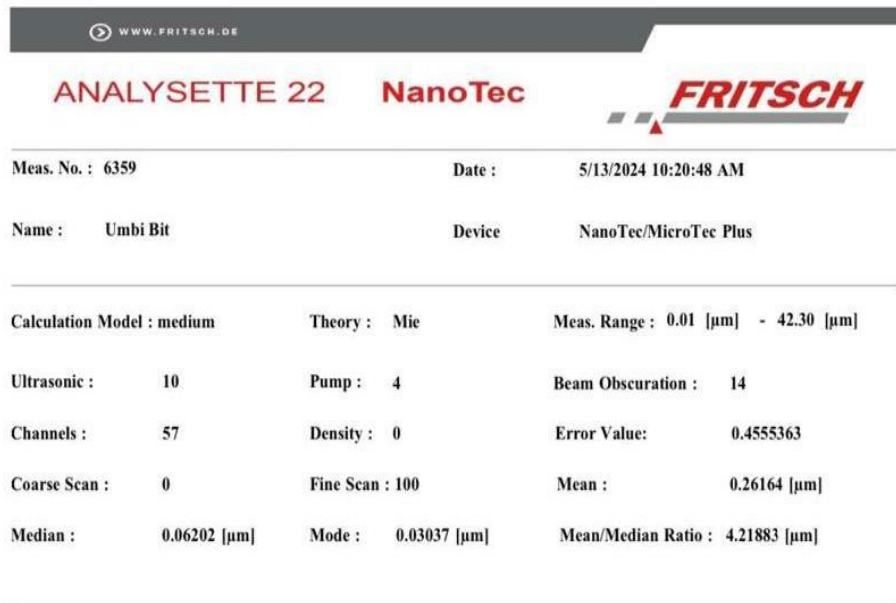 WWW.FRITSCH.DE
ANALYSETTE 22 NanoTec FRITSCH
Meas. No. : 6359 Date : 5/13/2024 10:20:48 AM
Name : Umbi Bit Device NanoTec/MicroTec Plus
Calculation Model : medium Theory : Mie Meas. Range : 0.01 [µm] - 42.30 [µm]
Ultrasonic : 10 Pump : 4 Beam Obscuration : 14
Channels : 57 Density : 0 Error Value: 0.4555363
Coarse Scan : 0 Fine Scan : 100 Mean : 0.26164 [µm]
Median : 0.06202 [µm] Mode : 0.03037 [µm] Mean/Median Ratio : 4.21883 [µm]